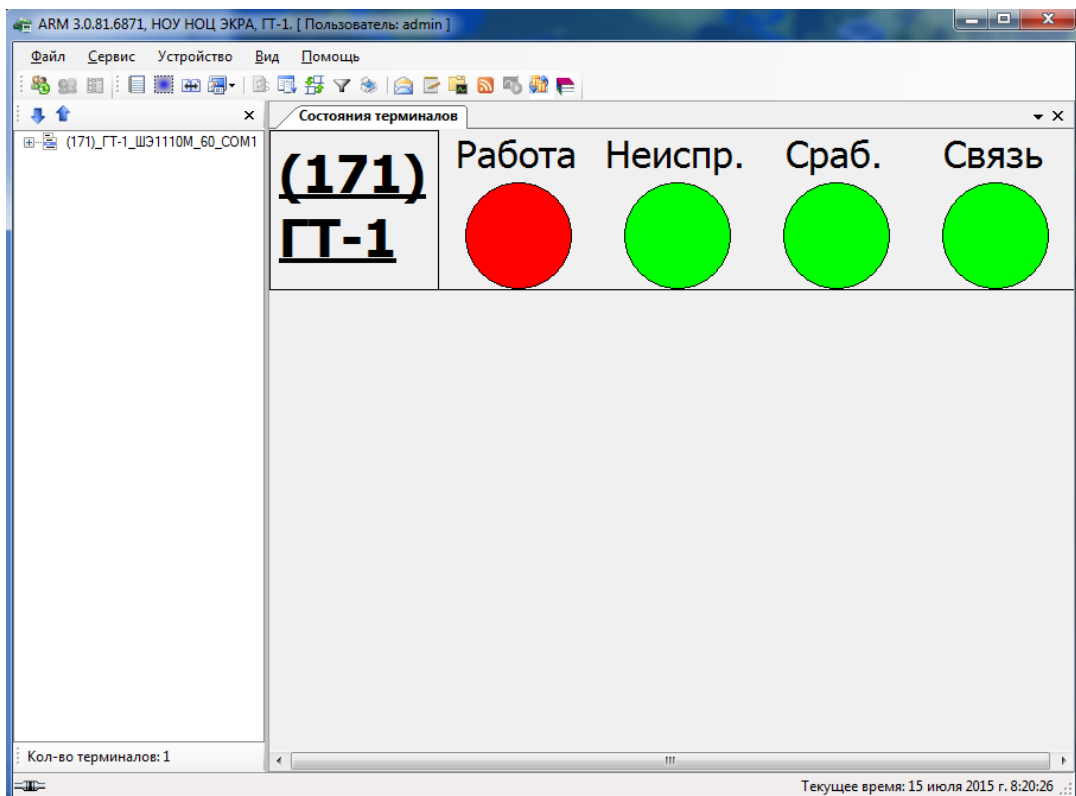 ARM 3.0.81.6871, НОУ НОЦ ЭКРА, ГТ-1. [ Пользователь: admin ]
Файл Сервис Устройство Вид Помощь
Состояния терминалов
(171)_ГТ-1_ШЭ1110М_60_COM1
(171)
ГТ-1
Работа Неиспр. Сраб. Связь
Кол-во терминалов: 1
Текущее время: 15 июля 2015 г. 8:20:26